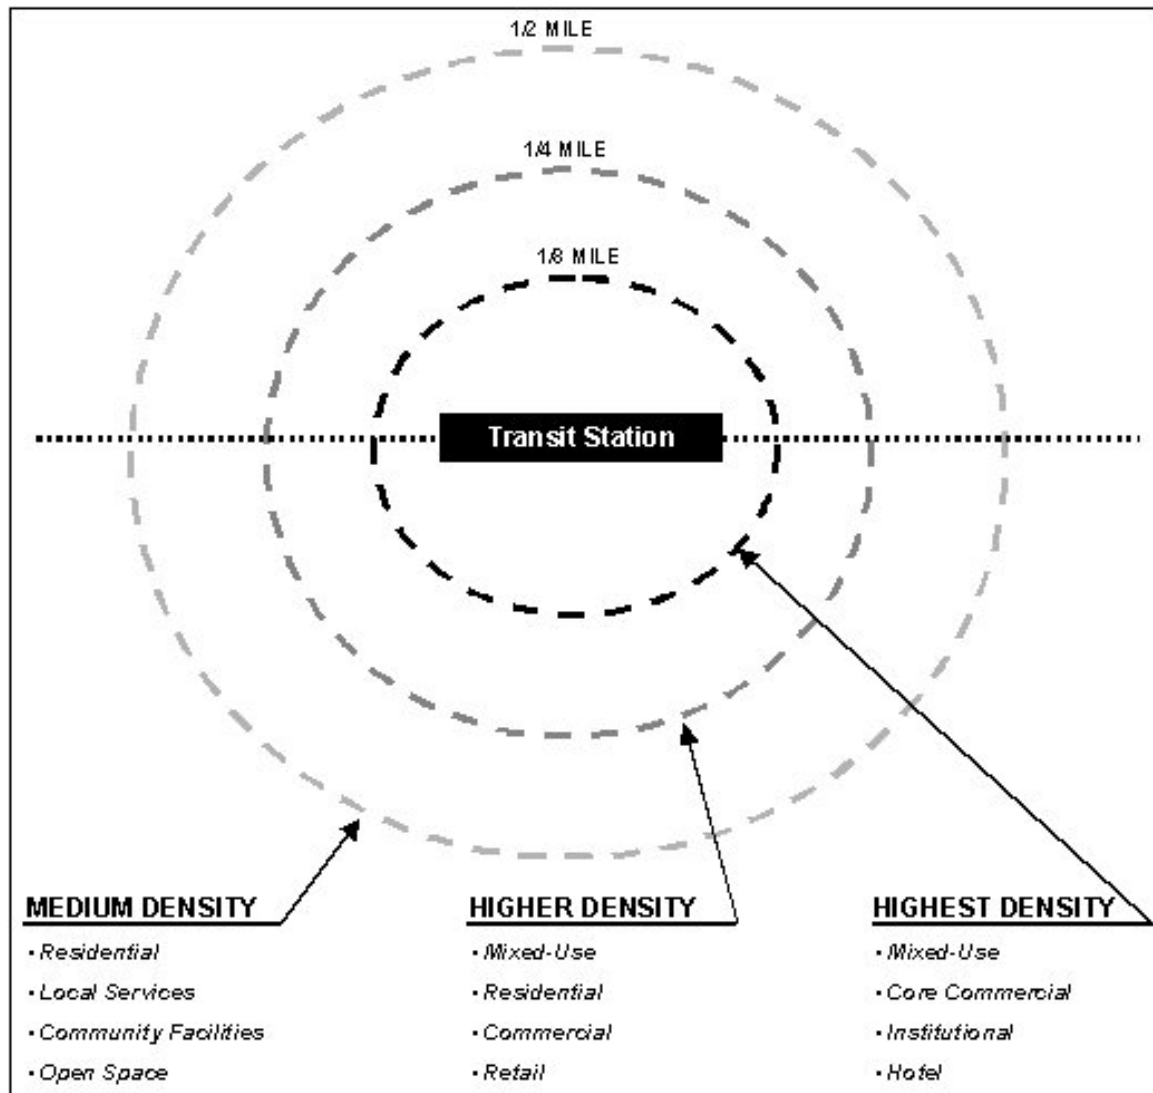 1/2 MILE
1/4 MILE
1/8 MILE
Transit Station
MEDIUM DENSITY
• Residential
• Local Services
• Community Facilities
• Open Space
HIGHER DENSITY
• Mixed-Use
• Residential
• Commercial
• Retail
HIGHEST DENSITY
• Mixed-Use
• Core Commercial
• Institutional
• Hotel